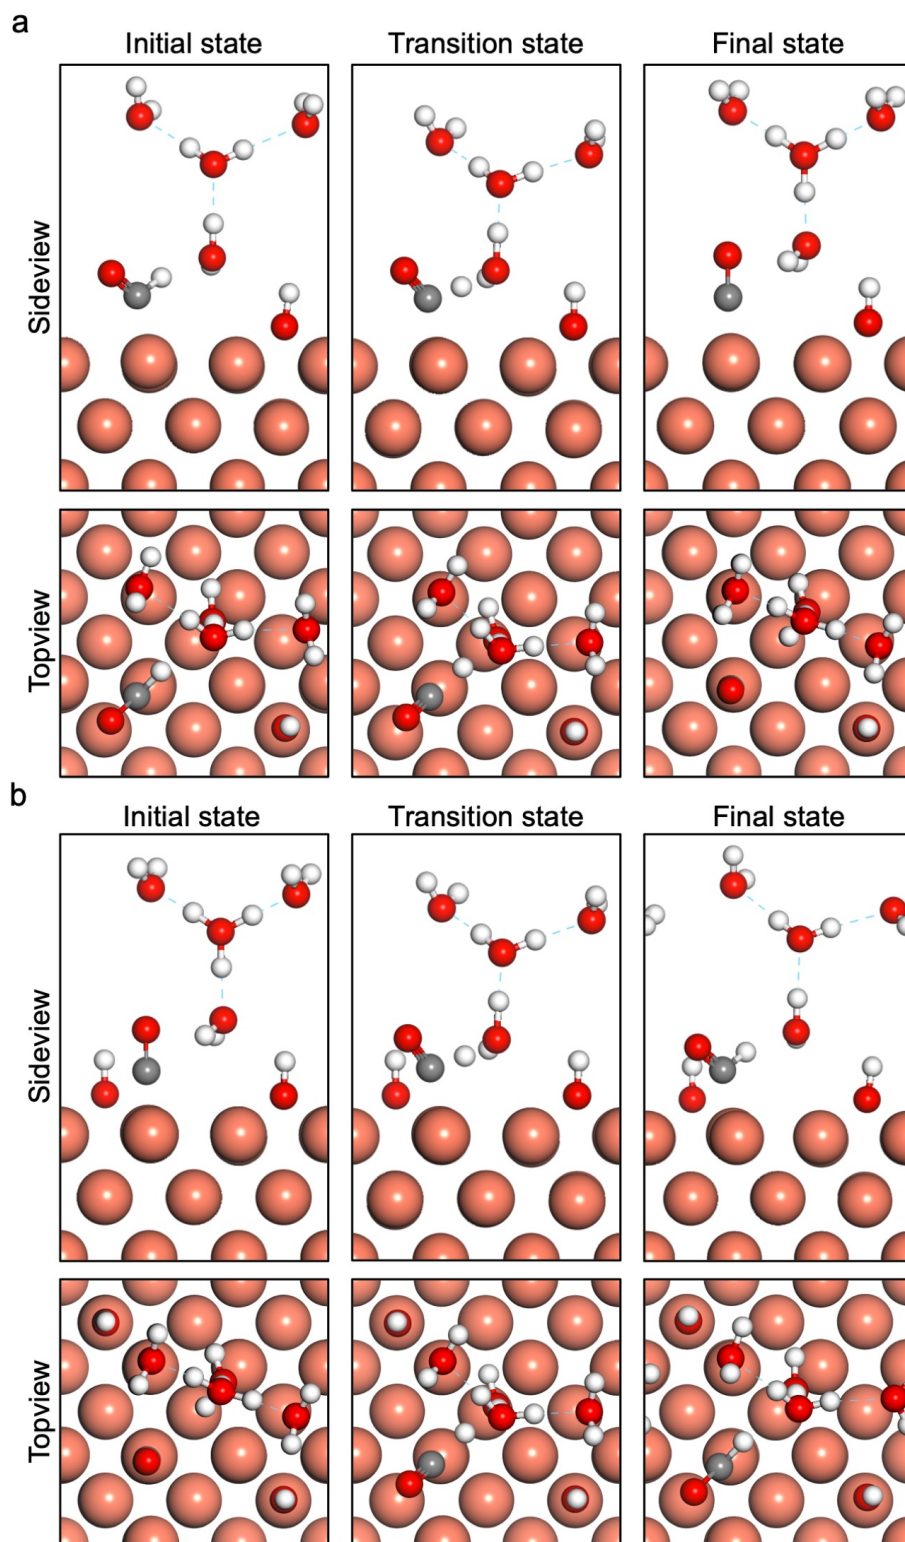 a
Initial state Transition state Final state
Sideview
Topview
b
Initial state Transition state Final state
Sideview
Topview